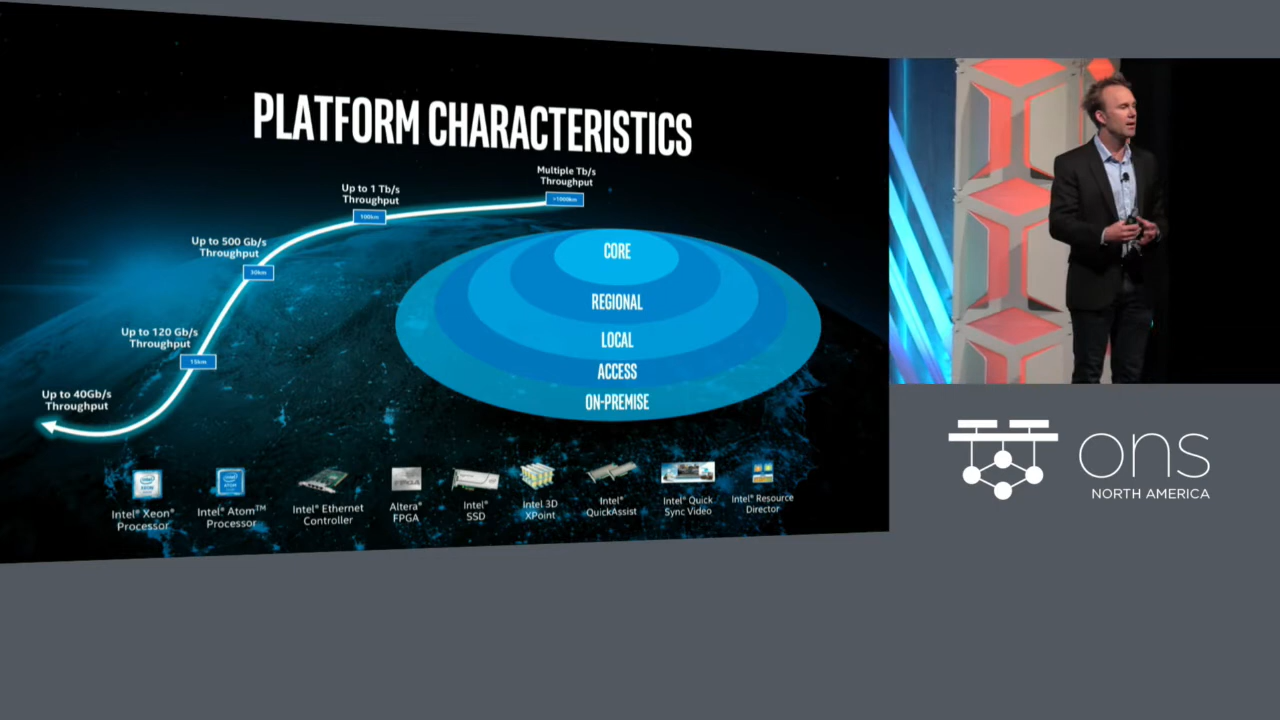 PLATFORM CHARACTERISTICS
Multiple Tb/s
Throughput
>1000km
Up to 1 Tb/s
Throughput
100km
Up to 500 Gb/s
Throughput
30km
Up to 120 Gb/s
Throughput
15km
Up to 40Gb/s
Throughput
CORE
REGIONAL
LOCAL
ACCESS
ON-PREMISE
Intel® Xeon®
Processor
Intel® Atom™
Processor
Intel® Ethernet
Controller
Altera®
FPGA
Intel®
SSD
Intel 3D
XPoint
Intel®
QuickAssist
Intel® Quick
Sync Video
Intel® Resource
Director
ons
NORTH AMERICA